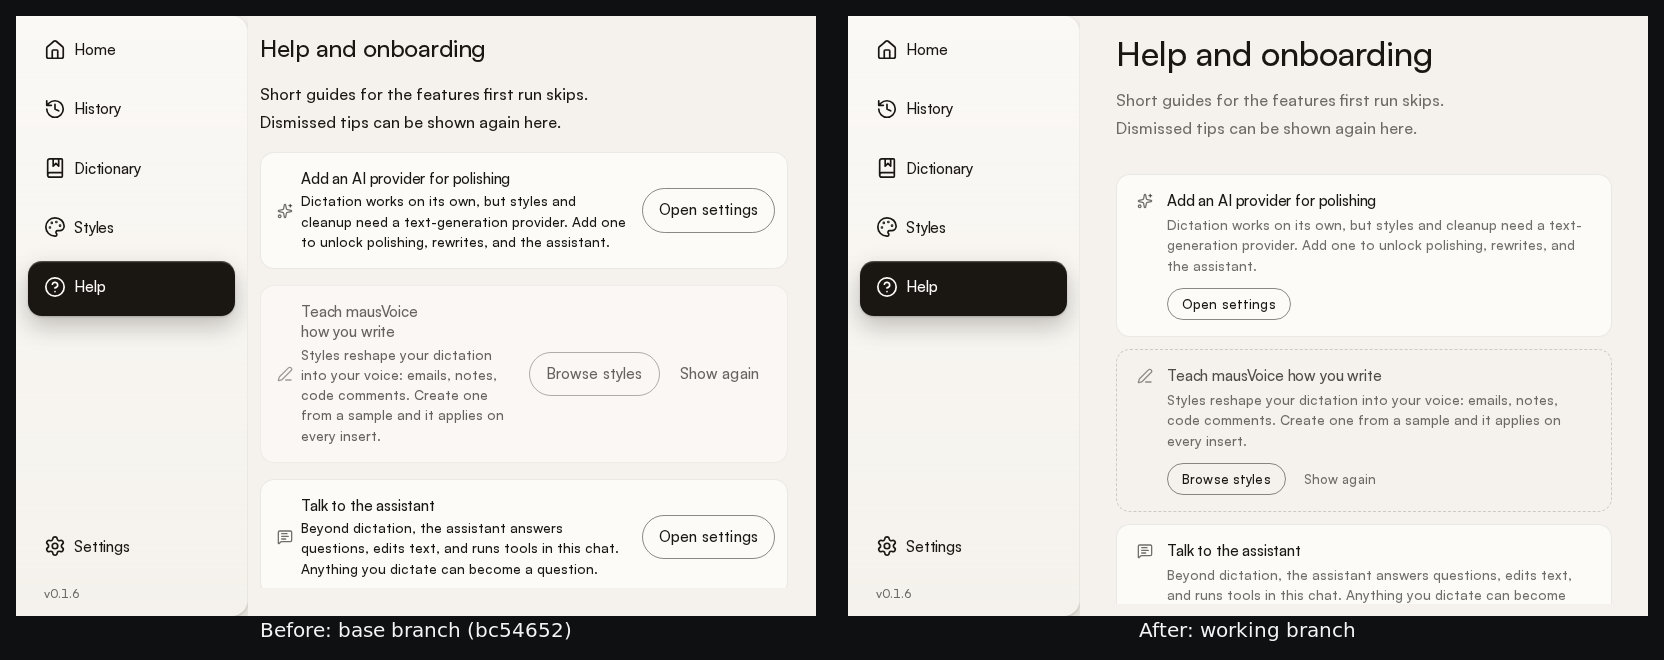 Home
History
Dictionary
Styles
Help
Settings
v0.1.6
Help and onboarding
Short guides for the features first run skips.
Dismissed tips can be shown again here.
Add an AI provider for polishing
Dictation works on its own, but styles and
cleanup need a text-generation provider. Add one
to unlock polishing, rewrites, and the assistant.
Open settings
Teach mausVoice
how you write
Styles reshape your dictation
into your voice: emails, notes,
code comments. Create one
from a sample and it applies on
every insert.
Browse styles
Show again
Talk to the assistant
Beyond dictation, the assistant answers
questions, edits text, and runs tools in this chat.
Anything you dictate can become a question.
Open settings
Before: base branch (bc54652)
Home
History
Dictionary
Styles
Help
Settings
v0.1.6
Help and onboarding
Short guides for the features first run skips.
Dismissed tips can be shown again here.
Add an AI provider for polishing
Dictation works on its own, but styles and cleanup need a text-
generation provider. Add one to unlock polishing, rewrites, and
the assistant.
Open settings
Teach mausVoice how you write
Styles reshape your dictation into your voice: emails, notes,
code comments. Create one from a sample and it applies on
every insert.
Browse styles
Show again
Talk to the assistant
Beyond dictation, the assistant answers questions, edits text,
and runs tools in this chat. Anything you dictate can become
After: working branch